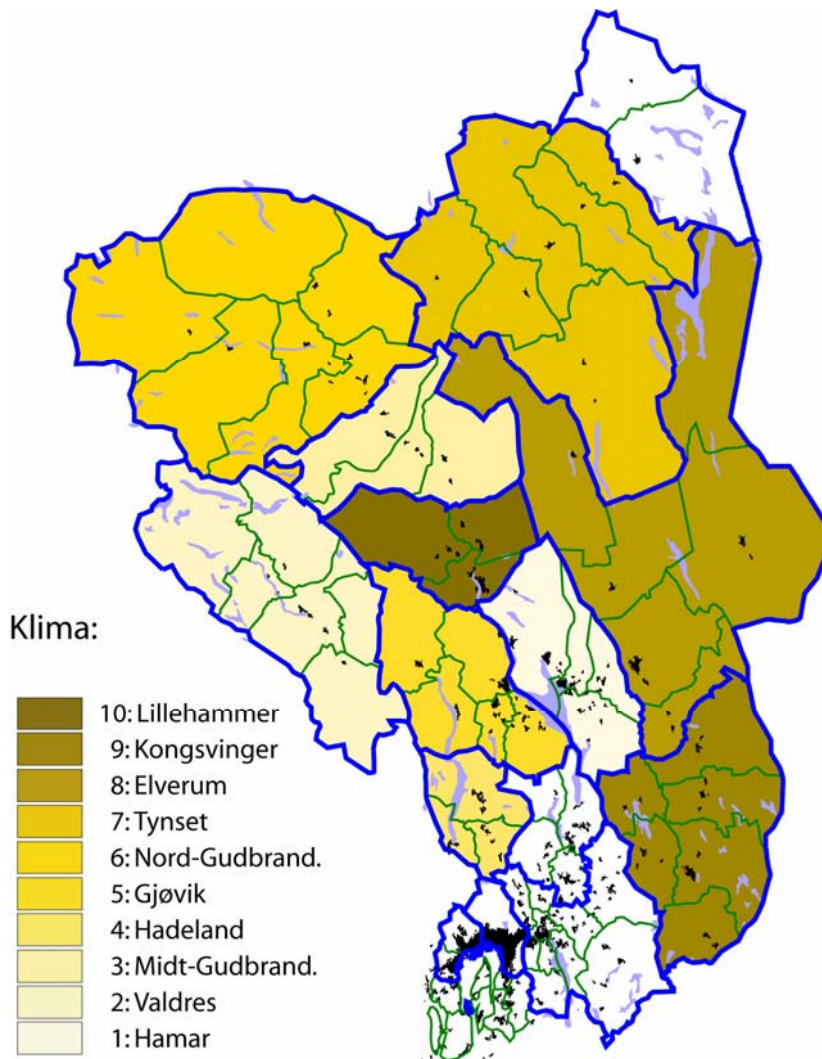 Klima:
10: Lillehammer
9: Kongsvinger
8: Elverum
7: Tynset
6: Nord-Gudbrand.
5: Gjøvik
4: Hadeland
3: Midt-Gudbrand.
2: Valdres
1: Hamar